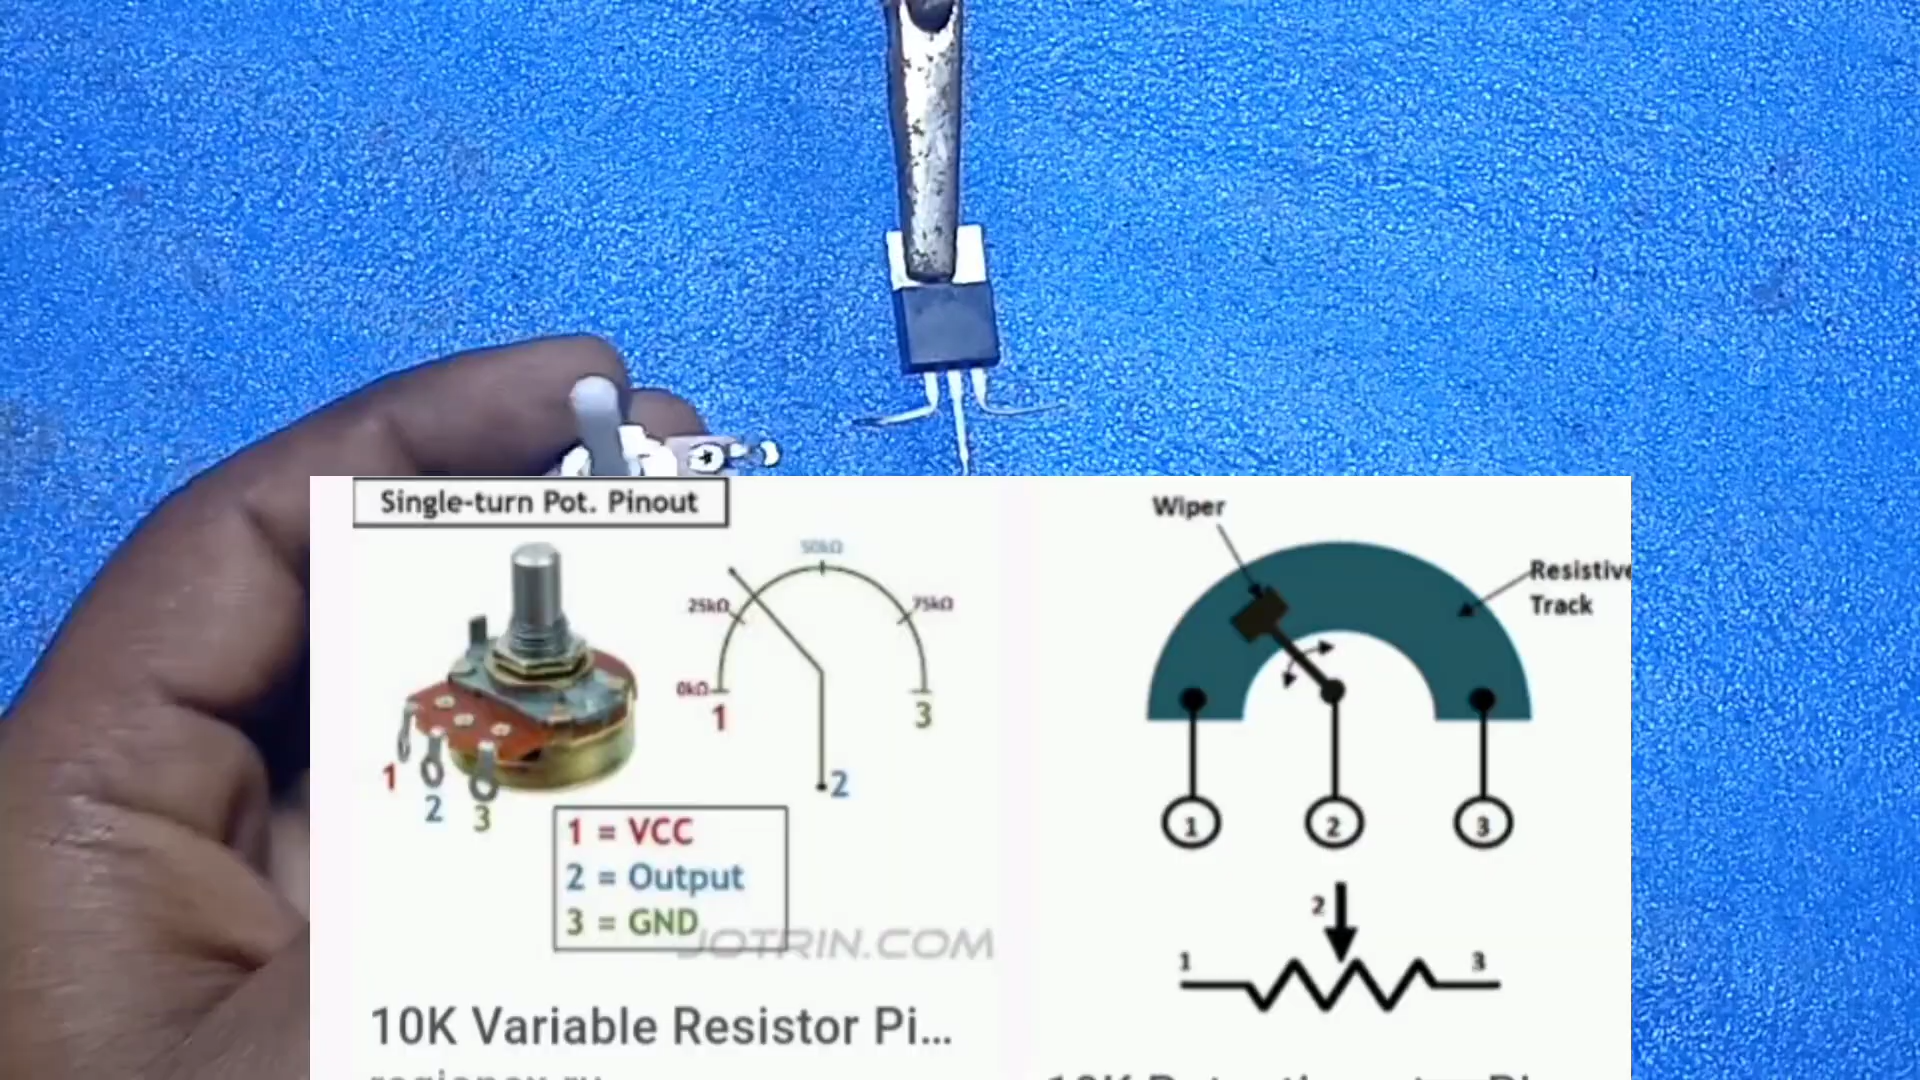 Single-turn Pot. Pinout
50kΩ
25kΩ
75kΩ
0kΩ
1
3
2
1
2
3
1 = VCC
2 = Output
3 = GND
JOTRIN.COM
10K Variable Resistor Pi...
Wiper
Resistive
Track
1
2
3
2
1
3